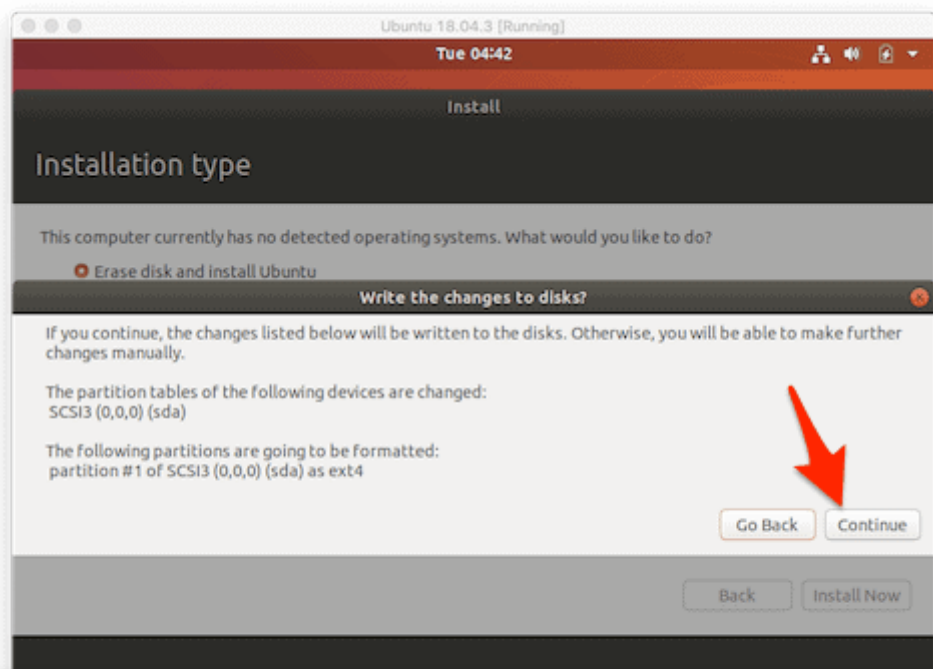 Ubuntu 18.04.3 [Running]
Tue 04:42
Install
Installation type
This computer currently has no detected operating systems. What would you like to do?
Erase disk and install Ubuntu
Write the changes to disks?
If you continue, the changes listed below will be written to the disks. Otherwise, you will be able to make further
changes manually.
The partition tables of the following devices are changed:
SCSI3 (0,0,0) (sda)
The following partitions are going to be formatted:
partition #1 of SCSI3 (0,0,0) (sda) as ext4
Go Back Continue
Back Install Now